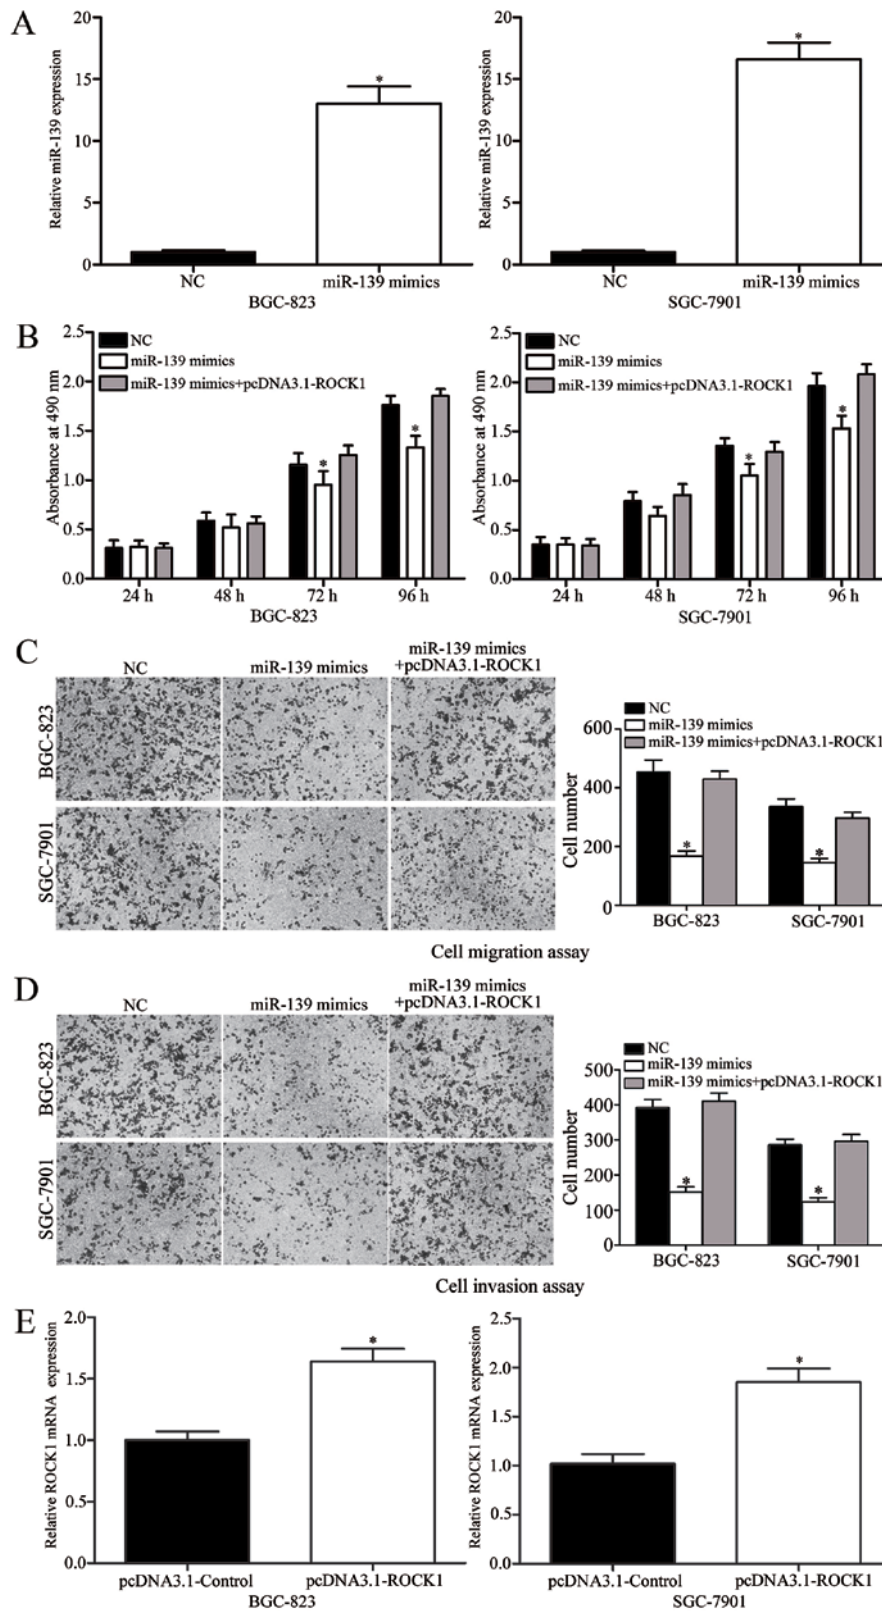 A
Relative miR-139 expression
20
15
10
5
0
*
NC
miR-139 mimics
BGC-823
Relative miR-139 expression
20
15
10
5
0
*
NC
miR-139 mimics
SGC-7901
B
Absorbance at 490 nm
2.5
2.0
1.5
1.0
0.5
0.0
NC
miR-139 mimics
miR-139 mimics+pcDNA3.1-ROCK1
*
*
24 h
48 h
72 h
96 h
BGC-823
Absorbance at 490 nm
2.5
2.0
1.5
1.0
0.5
0.0
NC
miR-139 mimics
miR-139 mimics+pcDNA3.1-ROCK1
*
*
24 h
48 h
72 h
96 h
SGC-7901
C
NC
miR-139 mimics
miR-139 mimics
+pcDNA3.1-ROCK1
BGC-823
SGC-7901
NC
miR-139 mimics
miR-139 mimics+pcDNA3.1-ROCK1
Cell number
600
400
200
0
*
*
BGC-823
SGC-7901
Cell migration assay
D
NC
miR-139 mimics
miR-139 mimics
+pcDNA3.1-ROCK1
BGC-823
SGC-7901
NC
miR-139 mimics
miR-139 mimics+pcDNA3.1-ROCK1
Cell number
500
400
300
200
100
0
*
*
BGC-823
SGC-7901
Cell invasion assay
E
Relative ROCK1 mRNA expression
2.0
1.5
1.0
0.5
0.0
*
pcDNA3.1-Control
pcDNA3.1-ROCK1
BGC-823
Relative ROCK1 mRNA expression
2.5
2.0
1.5
1.0
0.5
0.0
*
pcDNA3.1-Control
pcDNA3.1-ROCK1
SGC-7901